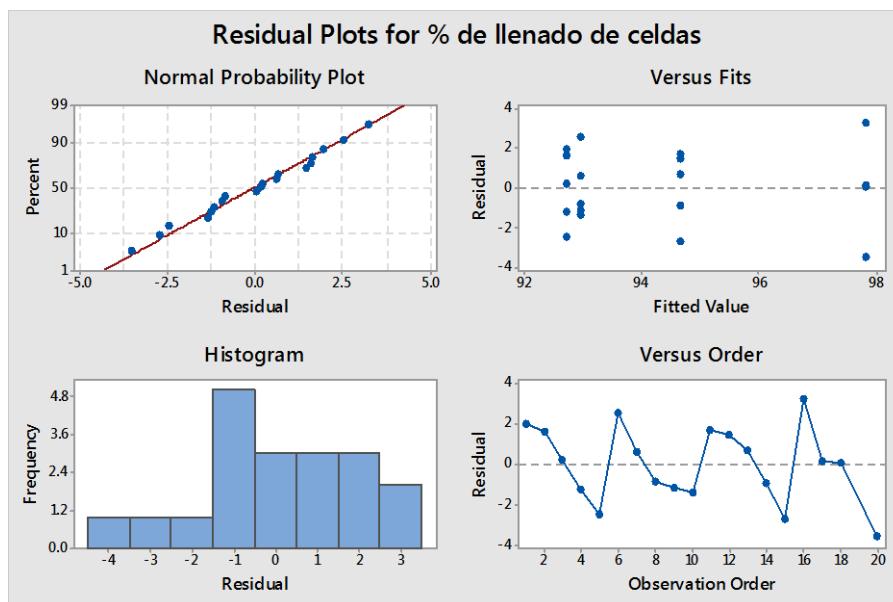 Residual Plots for % de llenado de celdas
Normal Probability Plot
Percent
99
90
50
10
1
-5.0 -2.5 0.0 2.5 5.0
Residual
Versus Fits
Residual
4
2
0
-2
-4
92 94 96 98
Fitted Value
Histogram
Frequency
4.8
3.6
2.4
1.2
0.0
-4 -3 -2 -1 0 1 2 3
Residual
Versus Order
Residual
4
2
0
-2
-4
2 4 6 8 10 12 14 16 18 20
Observation Order